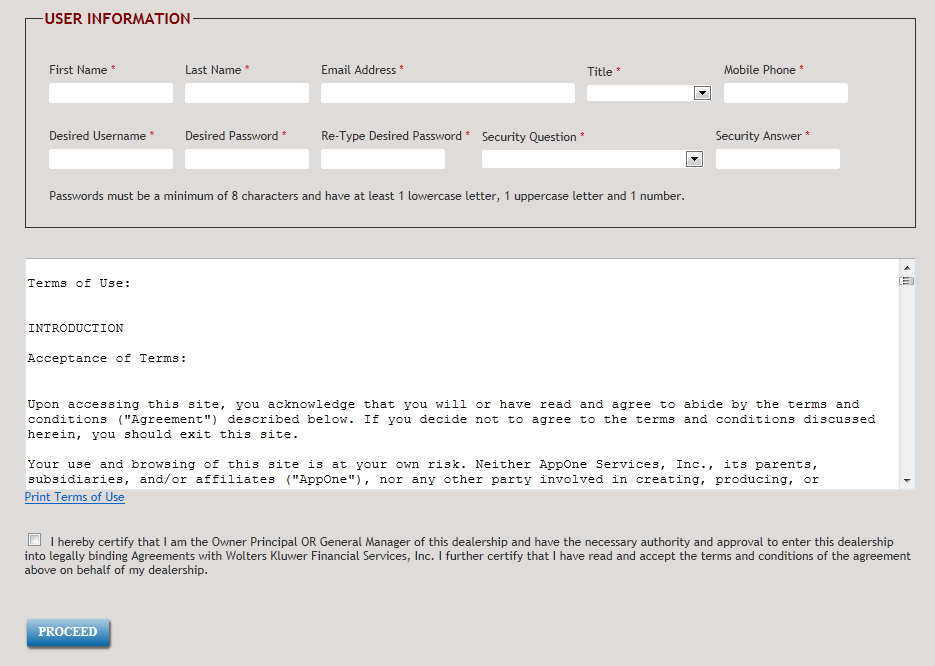 USER INFORMATION
First Name * Last Name * Email Address * Title * Mobile Phone *
Desired Username * Desired Password * Re-Type Desired Password * Security Question * Security Answer *
Passwords must be a minimum of 8 characters and have at least 1 lowercase letter, 1 uppercase letter and 1 number.
Terms of Use:
INTRODUCTION
Acceptance of Terms:
Upon accessing this site, you acknowledge that you will or have read and agree to abide by the terms and
conditions ("Agreement") described below. If you decide not to agree to the terms and conditions discussed
herein, you should exit this site.
Your use and browsing of this site is at your own risk. Neither AppOne Services, Inc., its parents,
subsidiaries, and/or affiliates ("AppOne"), nor any other party involved in creating, producing, or
Print Terms of Use
I hereby certify that I am the Owner Principal OR General Manager of this dealership and have the necessary authority and approval to enter this dealership
into legally binding Agreements with Wolters Kluwer Financial Services, Inc. I further certify that I have read and accept the terms and conditions of the agreement
above on behalf of my dealership.
PROCEED